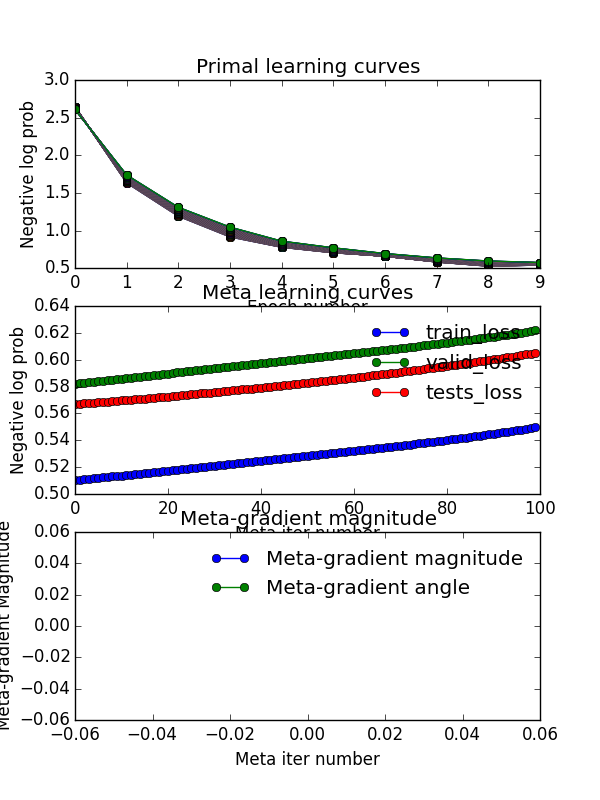 Primal learning curves
3.0
2.5
2.0
1.5
1.0
0.5
Negative log prob
0 1 2 3 4 5 6 7 8 9
Epoch number
Meta learning curves
0.64
0.62
0.60
0.58
0.56
0.54
0.52
0.50
Negative log prob
train_loss
valid_loss
tests_loss
0 20 40 60 80 100
Meta iter number
Meta-gradient magnitude
0.06
0.04
0.02
0.00
−0.02
−0.04
−0.06
Meta-gradient Magnitude
Meta-gradient magnitude
Meta-gradient angle
−0.06 −0.04 −0.02 0.00 0.02 0.04 0.06
Meta iter number